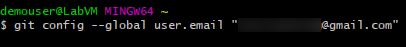 demouser@LabVM MINGW64 ~
$ git config --global user.email "@gmail.com"